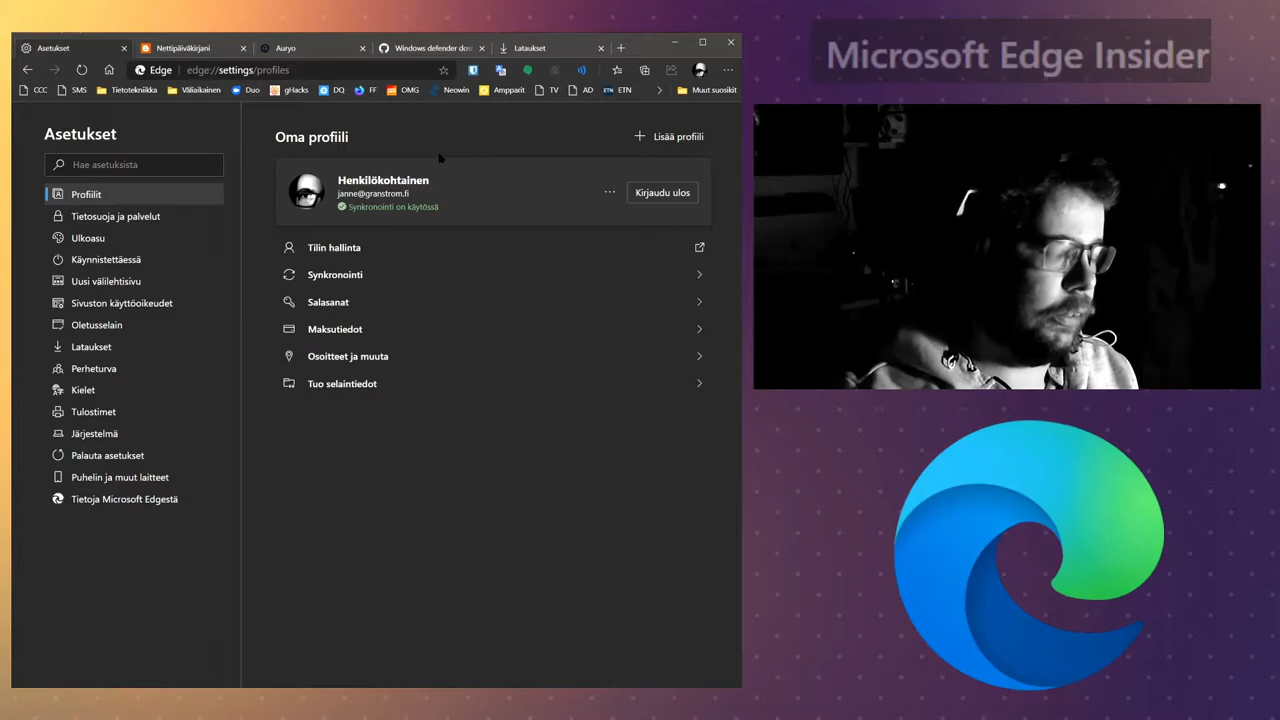 Asetukset
Nettipäiväkirjani
Auryo
Windows defender dos
Lataukset
Microsoft Edge Insider
Edge
edge://settings/profiles
CCC
SMS
Tietotekniikka
Väliaikainen
Duo
gHacks
DQ
FF
OMG
Neowin
Ampparit
TV
AD
ETN ETN
Muut suosikit
Asetukset
Hae asetuksista
Profiilit
Tietosuoja ja palvelut
Ulkoasu
Käynnistettäessä
Uusi välilehtisivu
Sivuston käyttöoikeudet
Oletusselain
Lataukset
Perheturva
Kielet
Tulostimet
Järjestelmä
Palauta asetukset
Puhelin ja muut laitteet
Tietoja Microsoft Edgestä
Oma profiili
Lisää profiili
Henkilökohtainen
janne@granstrom.fi
Synkronointi on käytössä
Kirjaudu ulos
Tilin hallinta
Synkronointi
Salasanat
Maksutiedot
Osoitteet ja muuta
Tuo selaintiedot